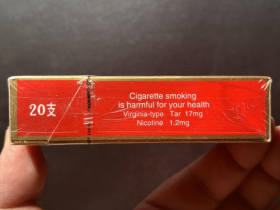 20支
Cigarette smoking
is harmful for your health
Virginia-type Tar 17mg
Nicotine 1.2mg